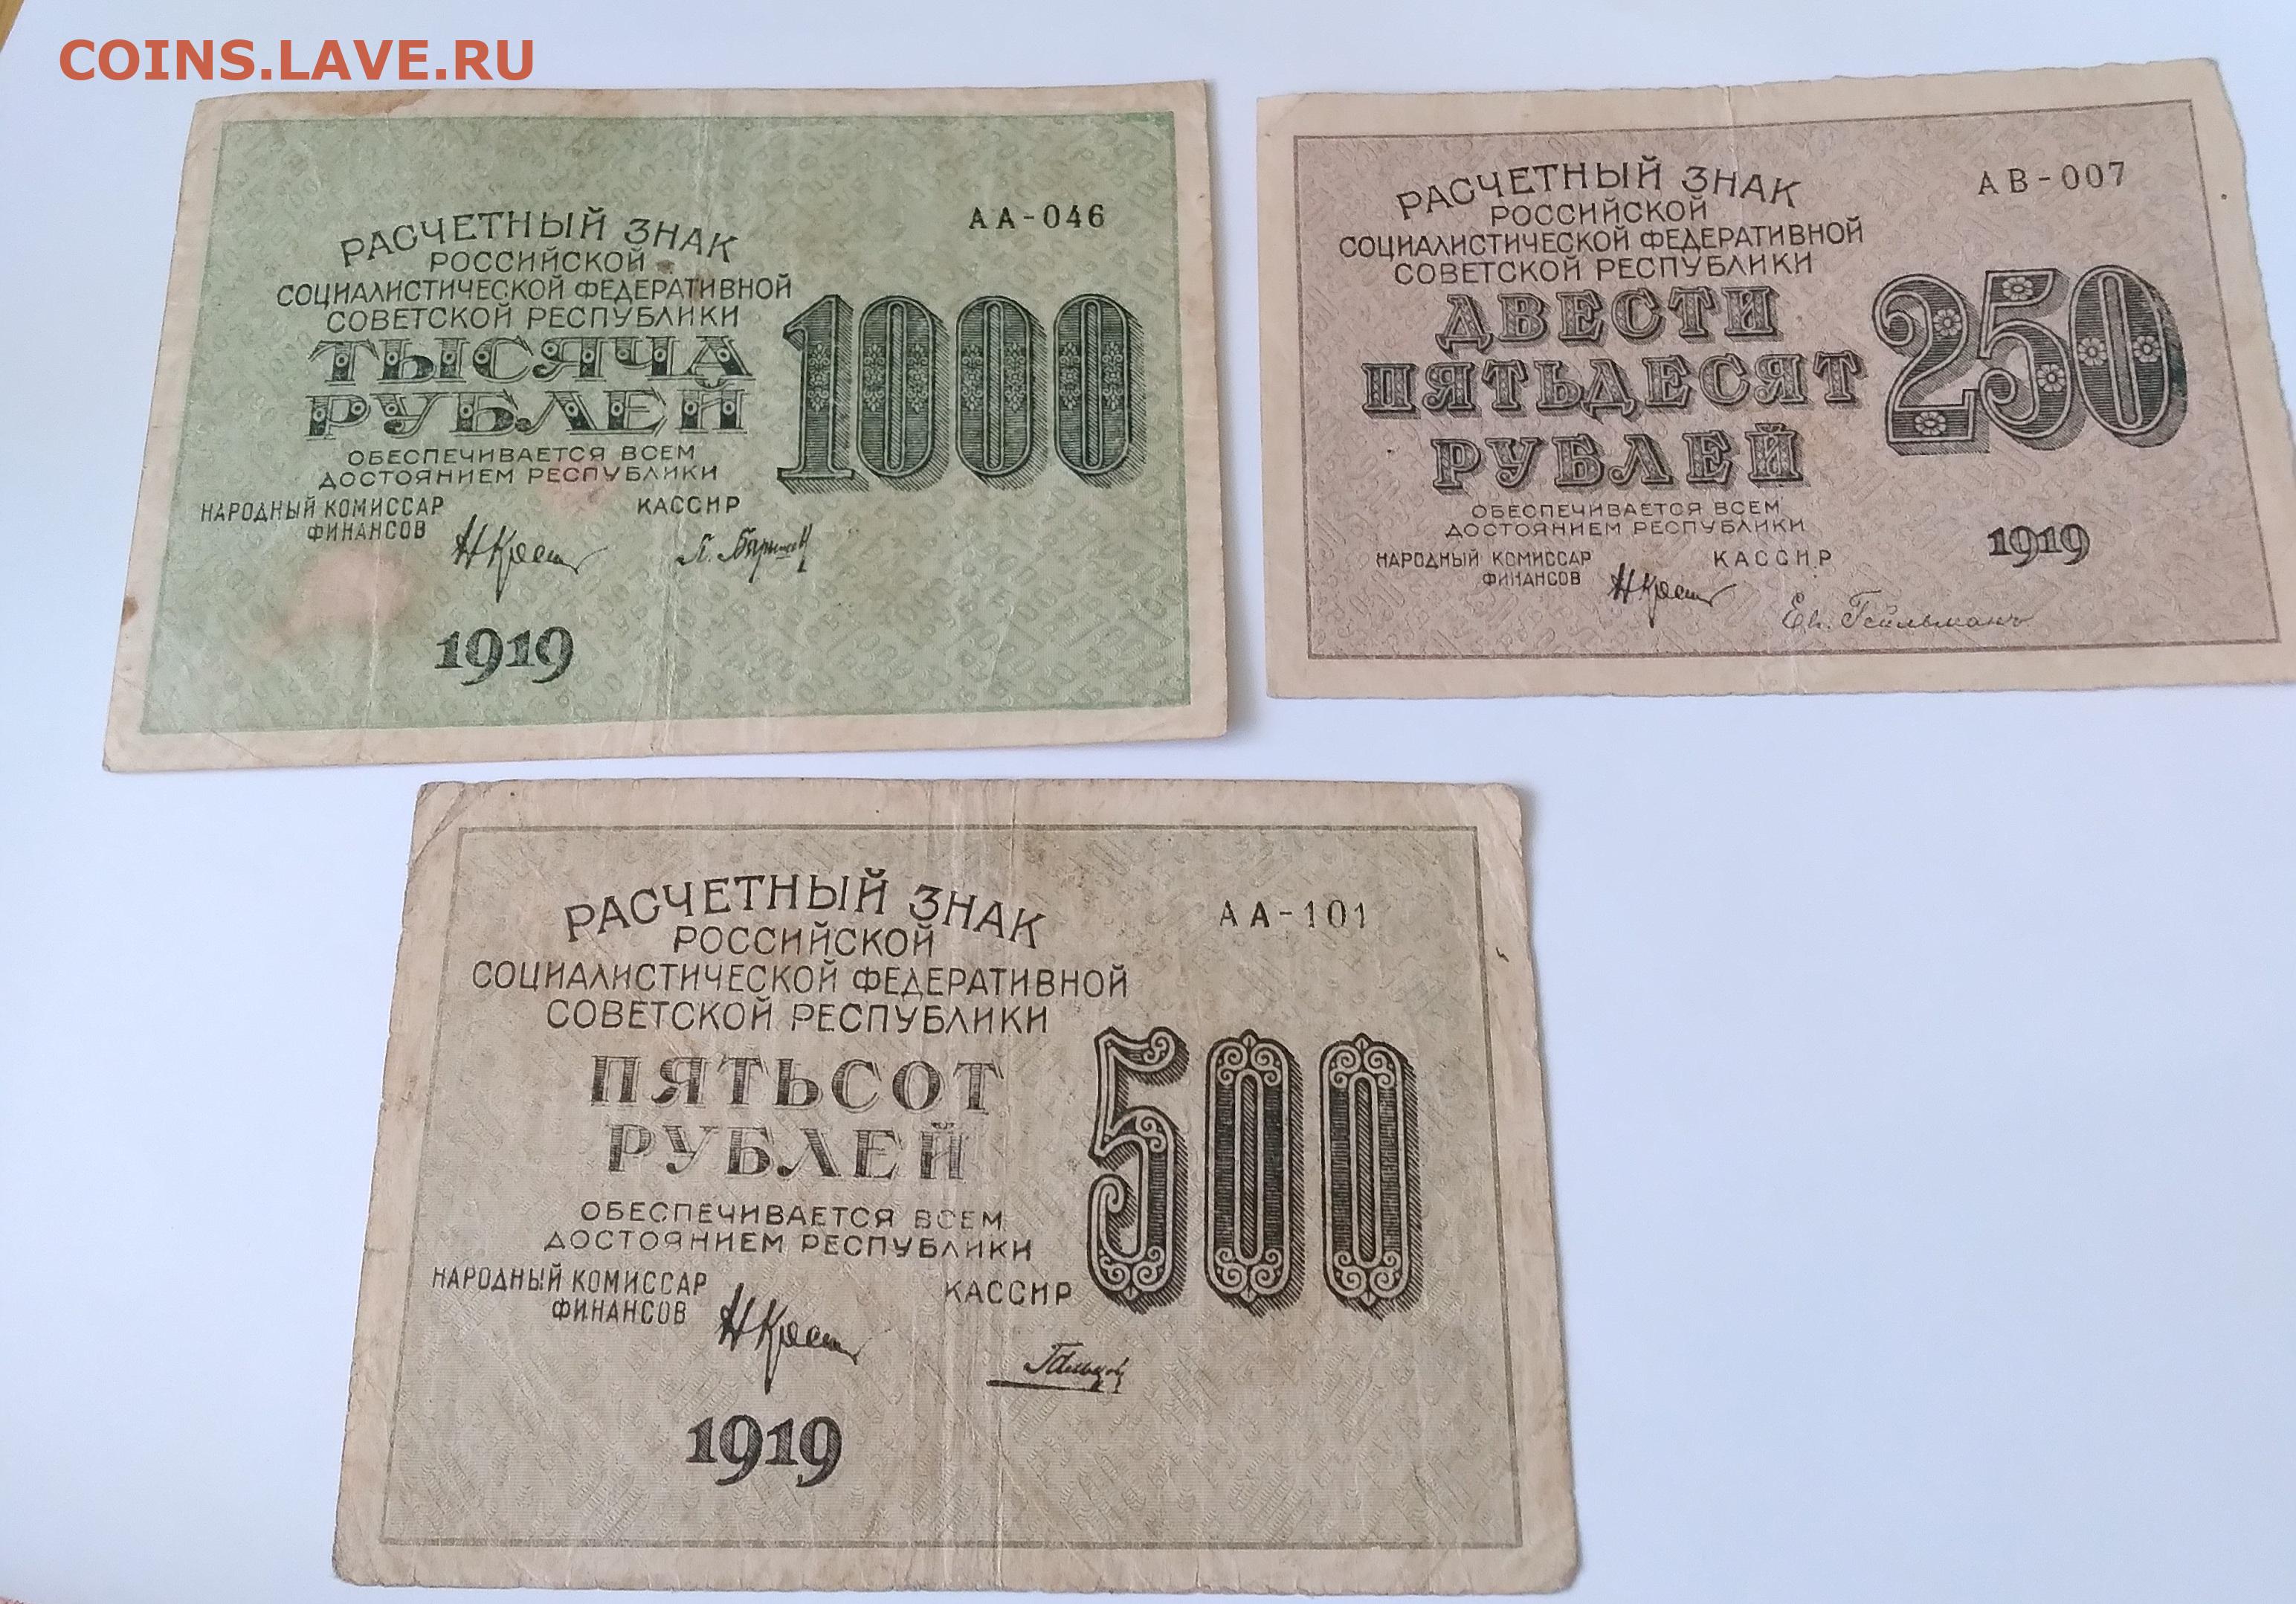 COINS.LAVE.RU
РАСЧЕТНЫЙ ЗНАК
РОССИЙСКОЙ
СОЦИАЛИСТИЧЕСКОЙ ФЕДЕРАТИВНОЙ
СОВЕТСКОЙ РЕСПУБЛИКИ
ТЫСЯЧА
РУБЛЕЙ
ОБЕСПЕЧИВАЕТСЯ ВСЕМ
ДОСТОЯНИЕМ РЕСПУБЛИКИ
НАРОДНЫЙ КОМИССАР
ФИНАНСОВ
КАССИР
1919
АА-046
1000
РАСЧЕТНЫЙ ЗНАК
РОССИЙСКОЙ
СОЦИАЛИСТИЧЕСКОЙ ФЕДЕРАТИВНОЙ
СОВЕТСКОЙ РЕСПУБЛИКИ
ДВЕСТИ
ПЯТЬДЕСЯТ
РУБЛЕЙ
ОБЕСПЕЧИВАЕТСЯ ВСЕМ
ДОСТОЯНИЕМ РЕСПУБЛИКИ
НАРОДНЫЙ КОМИССАР
ФИНАНСОВ
КАССИР
Гейльманъ
АВ-007
250
1919
РАСЧЕТНЫЙ ЗНАК
РОССИЙСКОЙ
СОЦИАЛИСТИЧЕСКОЙ ФЕДЕРАТИВНОЙ
СОВЕТСКОЙ РЕСПУБЛИКИ
ПЯТЬСОТ
РУБЛЕЙ
ОБЕСПЕЧИВАЕТСЯ ВСЕМ
ДОСТОЯНИЕМ РЕСПУБЛИКИ
НАРОДНЫЙ КОМИССАР
ФИНАНСОВ
КАССИР
1919
АА-101
500